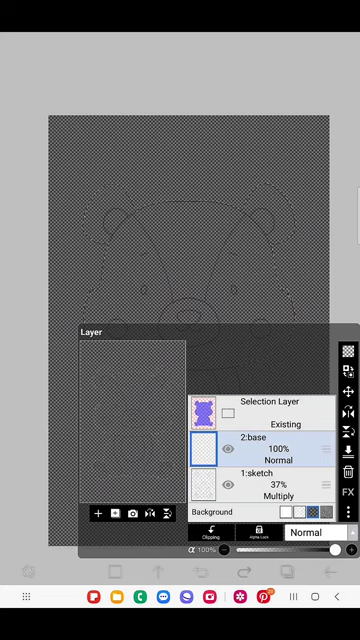 Layer
Selection Layer
Existing
2:base
100%
Normal
1:sketch
37%
Multiply
Background
FX
Clipping
Alpha Lock
Normal
α 100%